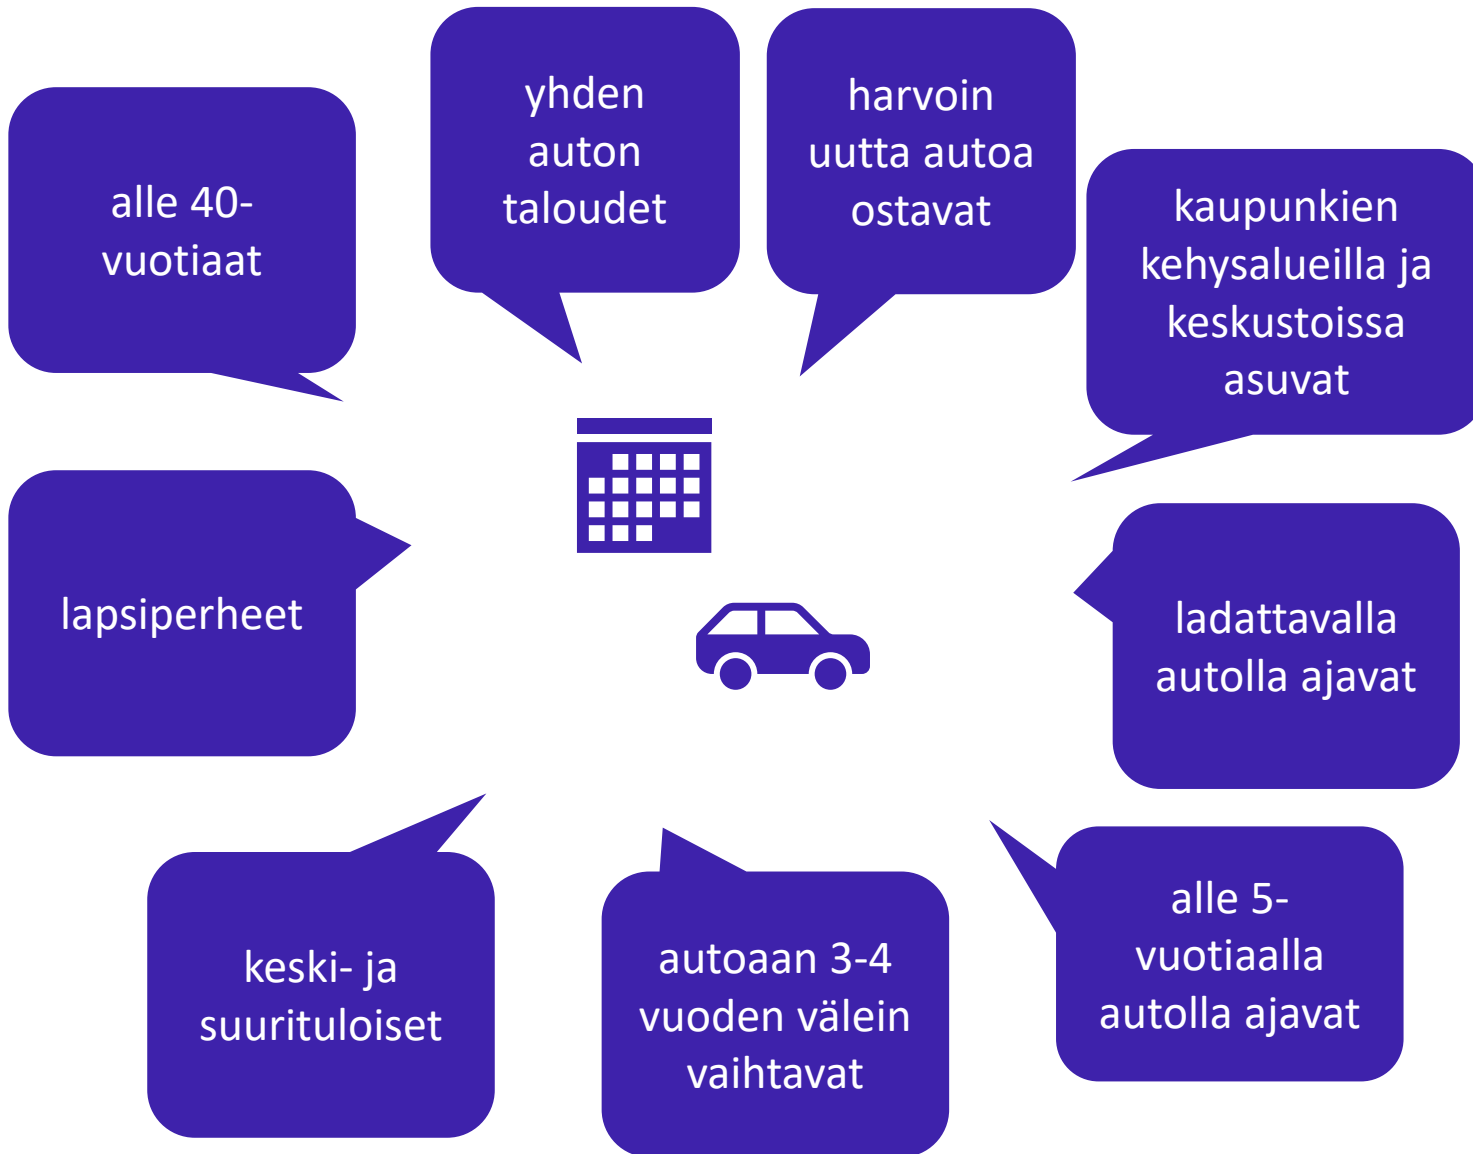 yhden
auton
taloudet
harvoin
uutta autoa
ostavat
alle 40-
vuotiaat
kaupunkien
kehysalueilla ja
keskustoissa
asuvat
lapsiperheet
ladattavalla
autolla ajavat
keski- ja
suurituloiset
autoaan 3-4
vuoden välein
vaihtavat
alle 5-
vuotiaalla
autolla ajavat